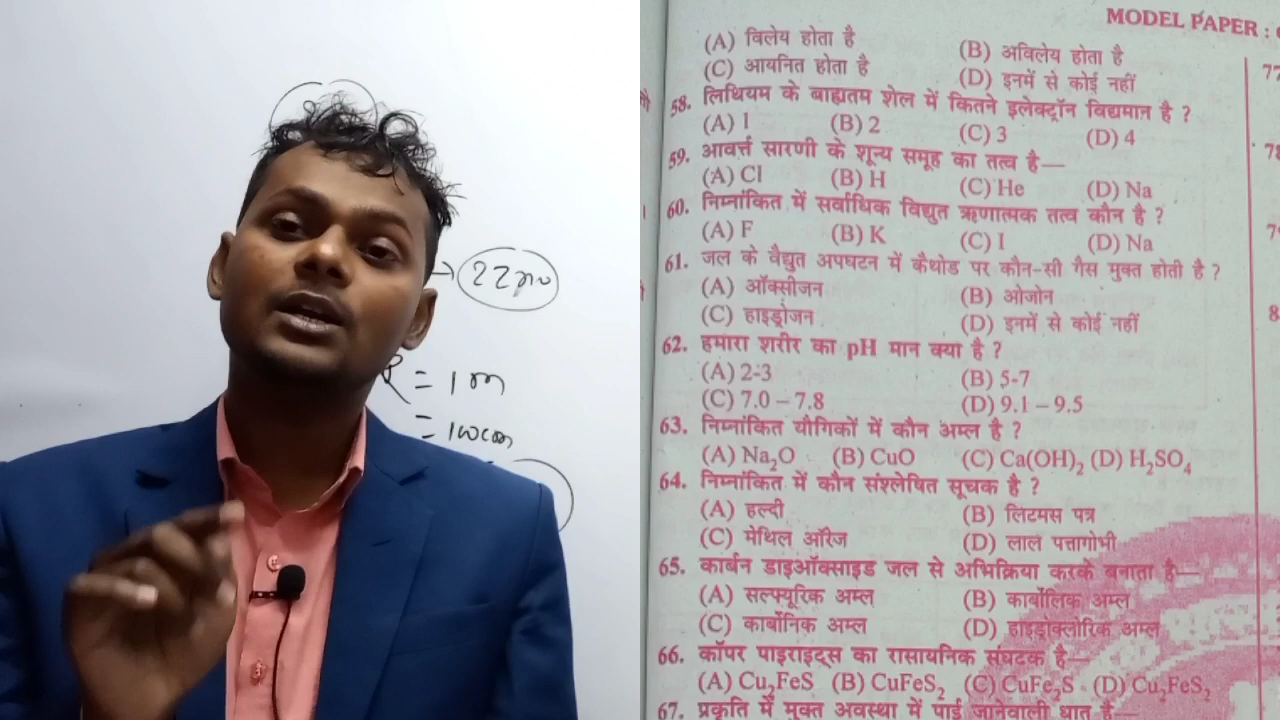 22ms
R = 1 m
= 100cm
MODEL PAPER :
(A) विलेय होता है (B) अविलेय होता है
(C) आयनित होता है (D) इनमें से कोई नहीं
58. लिथियम के बाह्यतम शेल में कितने इलेक्ट्रॉन विद्यमान है ?
(A) 1 (B) 2 (C) 3 (D) 4
59. आवर्त्त सारणी के शून्य समूह का तत्व है—
(A) Cl (B) H (C) He (D) Na
60. निम्नांकित में सर्वाधिक विद्युत ऋणात्मक तत्व कौन है ?
(A) F (B) K (C) I (D) Na
61. जल के वैद्युत अपघटन में कैथोड पर कौन-सी गैस मुक्त होती है ?
(A) ऑक्सीजन (B) ओजोन
(C) हाइड्रोजन (D) इनमें से कोई नहीं
62. हमारा शरीर का pH मान क्या है ?
(A) 2-3 (B) 5-7
(C) 7.0 – 7.8 (D) 9.1 – 9.5
63. निम्नांकित यौगिकों में कौन अम्ल है ?
(A) Na₂O (B) CuO (C) Ca(OH)₂ (D) H₂SO₄
64. निम्नांकित में कौन संश्लेषित सूचक है ?
(A) हल्दी (B) लिटमस पत्र
(C) मेथिल ऑरेंज (D) लाल पत्तागोभी
65. कार्बन डाइऑक्साइड जल से अभिक्रिया करके बनाता है—
(A) सल्फ्यूरिक अम्ल (B) कार्बोलिक अम्ल
(C) कार्बोनिक अम्ल (D) हाइड्रोक्लोरिक अम्ल
66. कॉपर पाइराइट्स का रासायनिक संघटक है—
(A) Cu₂FeS (B) CuFeS₂ (C) CuFe₂S (D) Cu₂FeS₂
67. प्रकृति में मुक्त अवस्था में पाई जानेवाली धातु है—